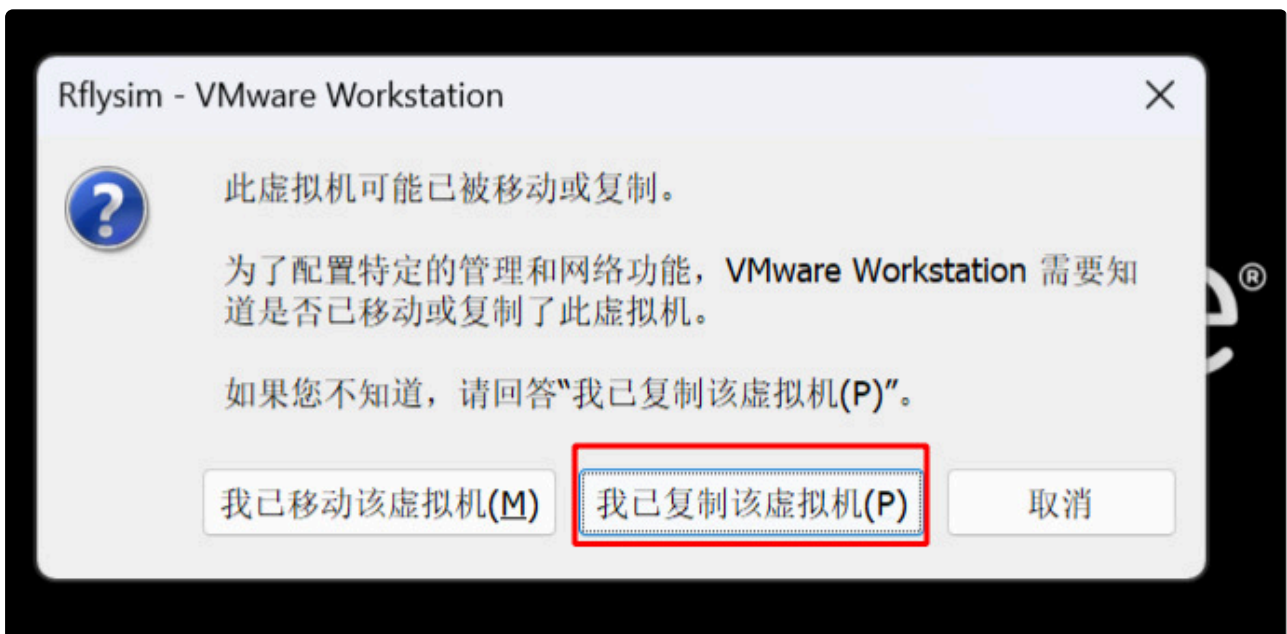 Rflysim - VMware Workstation
此虚拟机可能已被移动或复制。
为了配置特定的管理和网络功能，VMware Workstation 需要知
道是否已移动或复制了此虚拟机。
如果您不知道，请回答“我已复制该虚拟机(P)”。
我已移动该虚拟机(M)
我已复制该虚拟机(P)
取消
e®